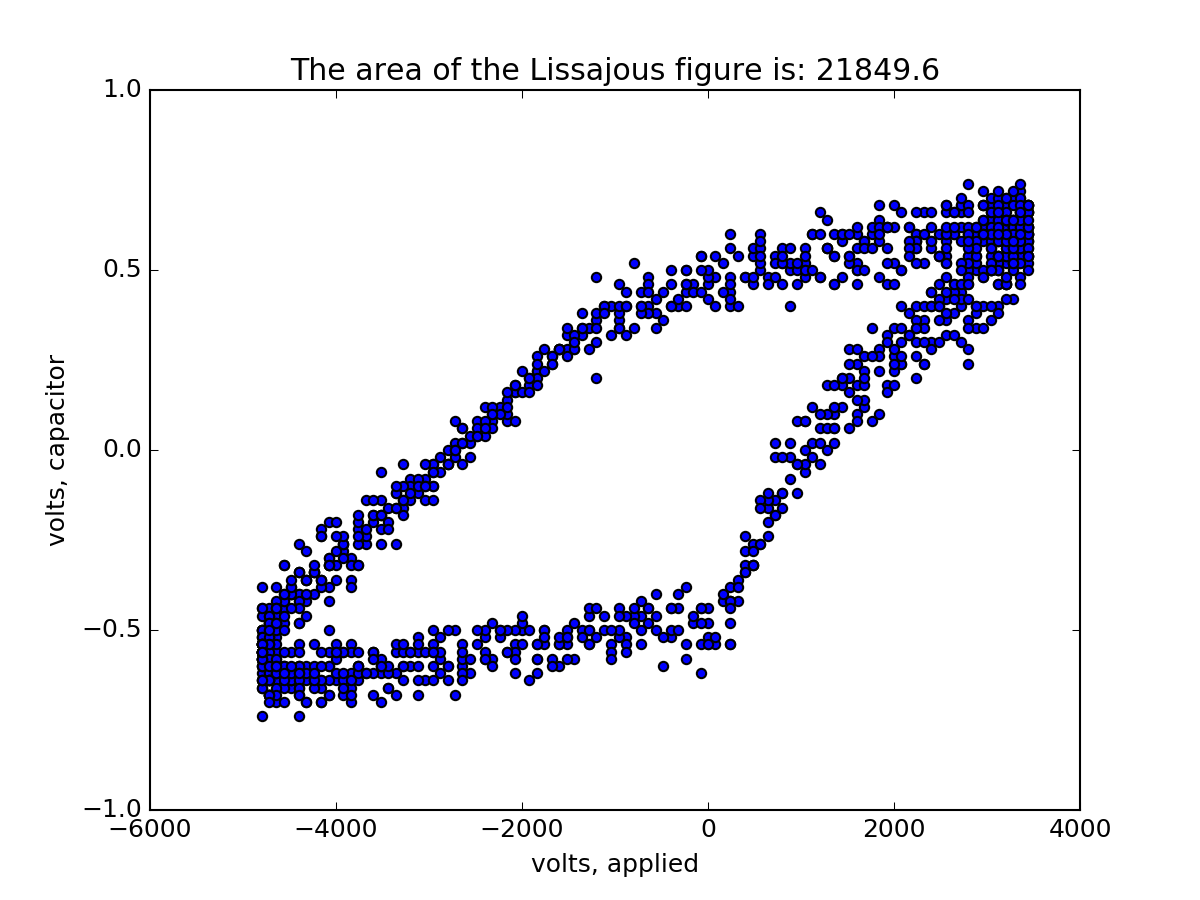 The area of the Lissajous figure is: 21849.6
1.0
0.5
0.0
−0.5
−1.0
volts, capacitor
−6000 −4000 −2000 0 2000 4000
volts, applied